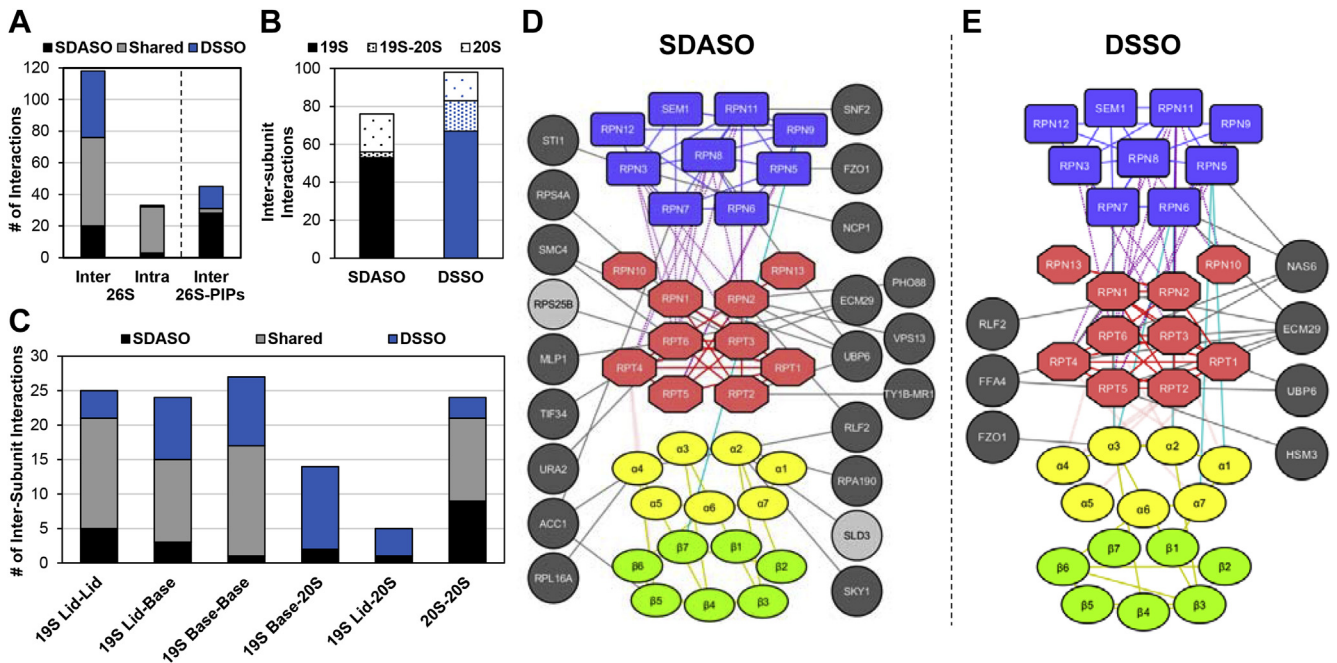 A
SDASO Shared DSSO
# of Interactions
120
100
80
60
40
20
0
Inter Intra Inter
26S 26S-PIPs
B
19S 19S-20S 20S
Inter-subunit
Interactions
100
80
60
40
20
0
SDASO DSSO
C
SDASO Shared DSSO
# of Inter-Subunit Interactions
30
25
20
15
10
5
0
19S Lid-Lid
19S Lid-Base
19S Base-Base
19S Base-20S
19S Lid-20S
20S-20S
D
SDASO
STI1
RPS4A
SMC4
RPS25B
MLP1
TIF34
URA2
ACC1
RPL16A
SEM1
RPN11
RPN12
RPN9
RPN3
RPN8
RPN5
RPN7
RPN6
RPN10
RPN13
RPN1
RPN2
RPT6
RPT3
RPT4
RPT1
RPT5
RPT2
α3
α2
α4
α1
α5
α6
α7
β7
β1
β6
β2
β5
β4
β3
SNF2
FZO1
NCP1
PHO88
ECM29
VPS13
UBP6
TY1B-MR1
RLF2
RPA190
SLD3
SKY1
E
DSSO
SEM1
RPN11
RPN12
RPN9
RPN3
RPN8
RPN5
RPN7
RPN6
RPN13
RPN10
RPN1
RPN2
RPT6
RPT3
RPT4
RPT1
RPT5
RPT2
α3
α2
α4
α1
α5
α6
α7
β7
β1
β6
β2
β5
β4
β3
RLF2
FFA4
FZO1
NAS6
ECM29
UBP6
HSM3